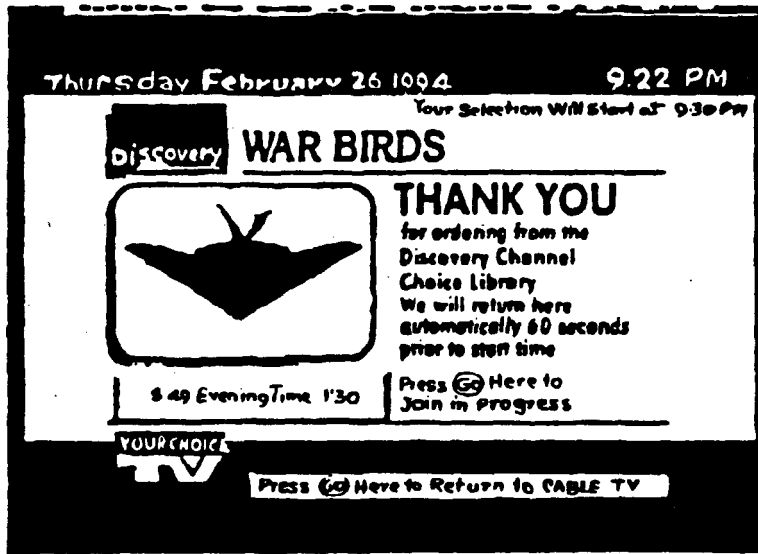 Thursday February 26 1994 9.22 PM
Your Selection Will Start at 9:30 PM
Discovery WAR BIRDS
THANK YOU
for ordering from the
Discovery Channel
Choice Library
We will return here
automatically 60 seconds
prior to start time
$.49 Evening Time 1'30
Press GO Here to
Join in progress
YOUR CHOICE
TV
Press GO Here to Return to CABLE TV